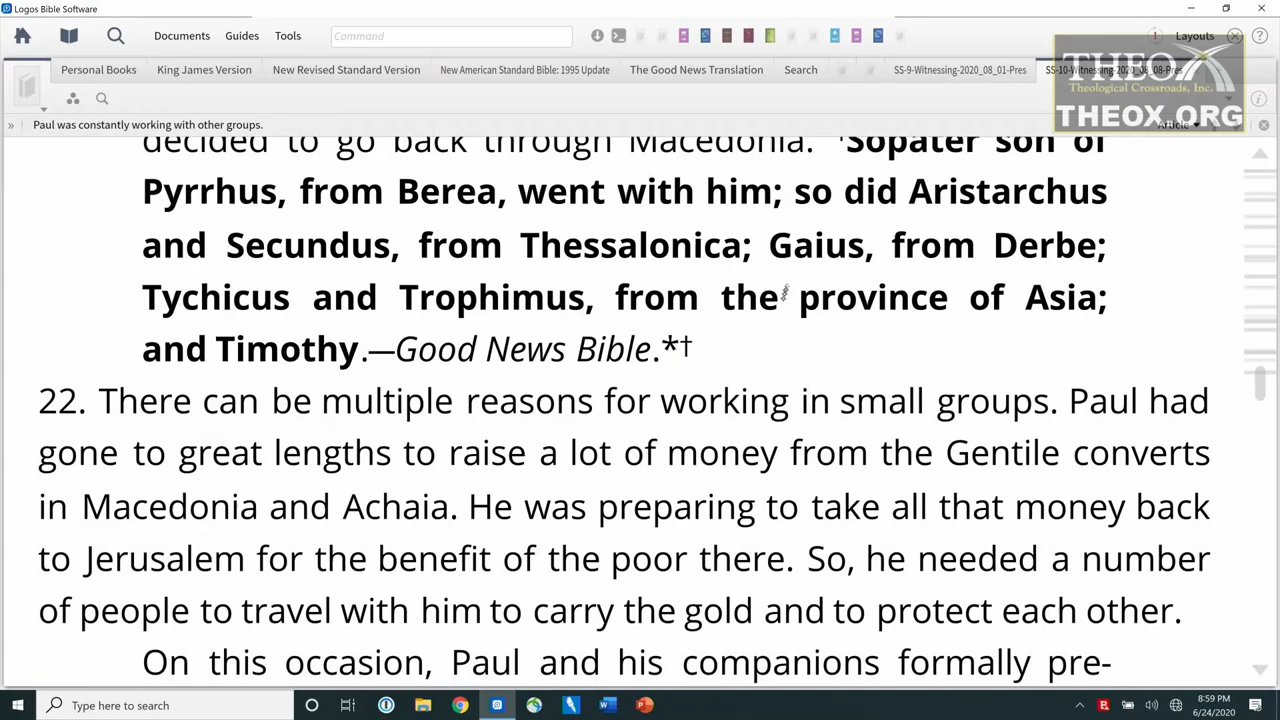 Logos Bible Software
Documents Guides Tools Command Layouts
Personal Books King James Version New Revised Stan American Standard Bible: 1995 Update The Good News Translation Search SS-9-Witnessing-2020_08_01-Pres SS-10-Witnessing-2020_08_08-Pres
THEOX
Theological Crossroads, Inc.
THEOX.ORG
Paul was constantly working with other groups. Article
decided to go back through Macedonia. ⁴Sopater son of
Pyrrhus, from Berea, went with him; so did Aristarchus
and Secundus, from Thessalonica; Gaius, from Derbe;
Tychicus and Trophimus, from the province of Asia;
and Timothy.—Good News Bible.*†
22. There can be multiple reasons for working in small groups. Paul had
gone to great lengths to raise a lot of money from the Gentile converts
in Macedonia and Achaia. He was preparing to take all that money back
to Jerusalem for the benefit of the poor there. So, he needed a number
of people to travel with him to carry the gold and to protect each other.
On this occasion, Paul and his companions formally pre-
Type here to search
8:59 PM
6/24/2020